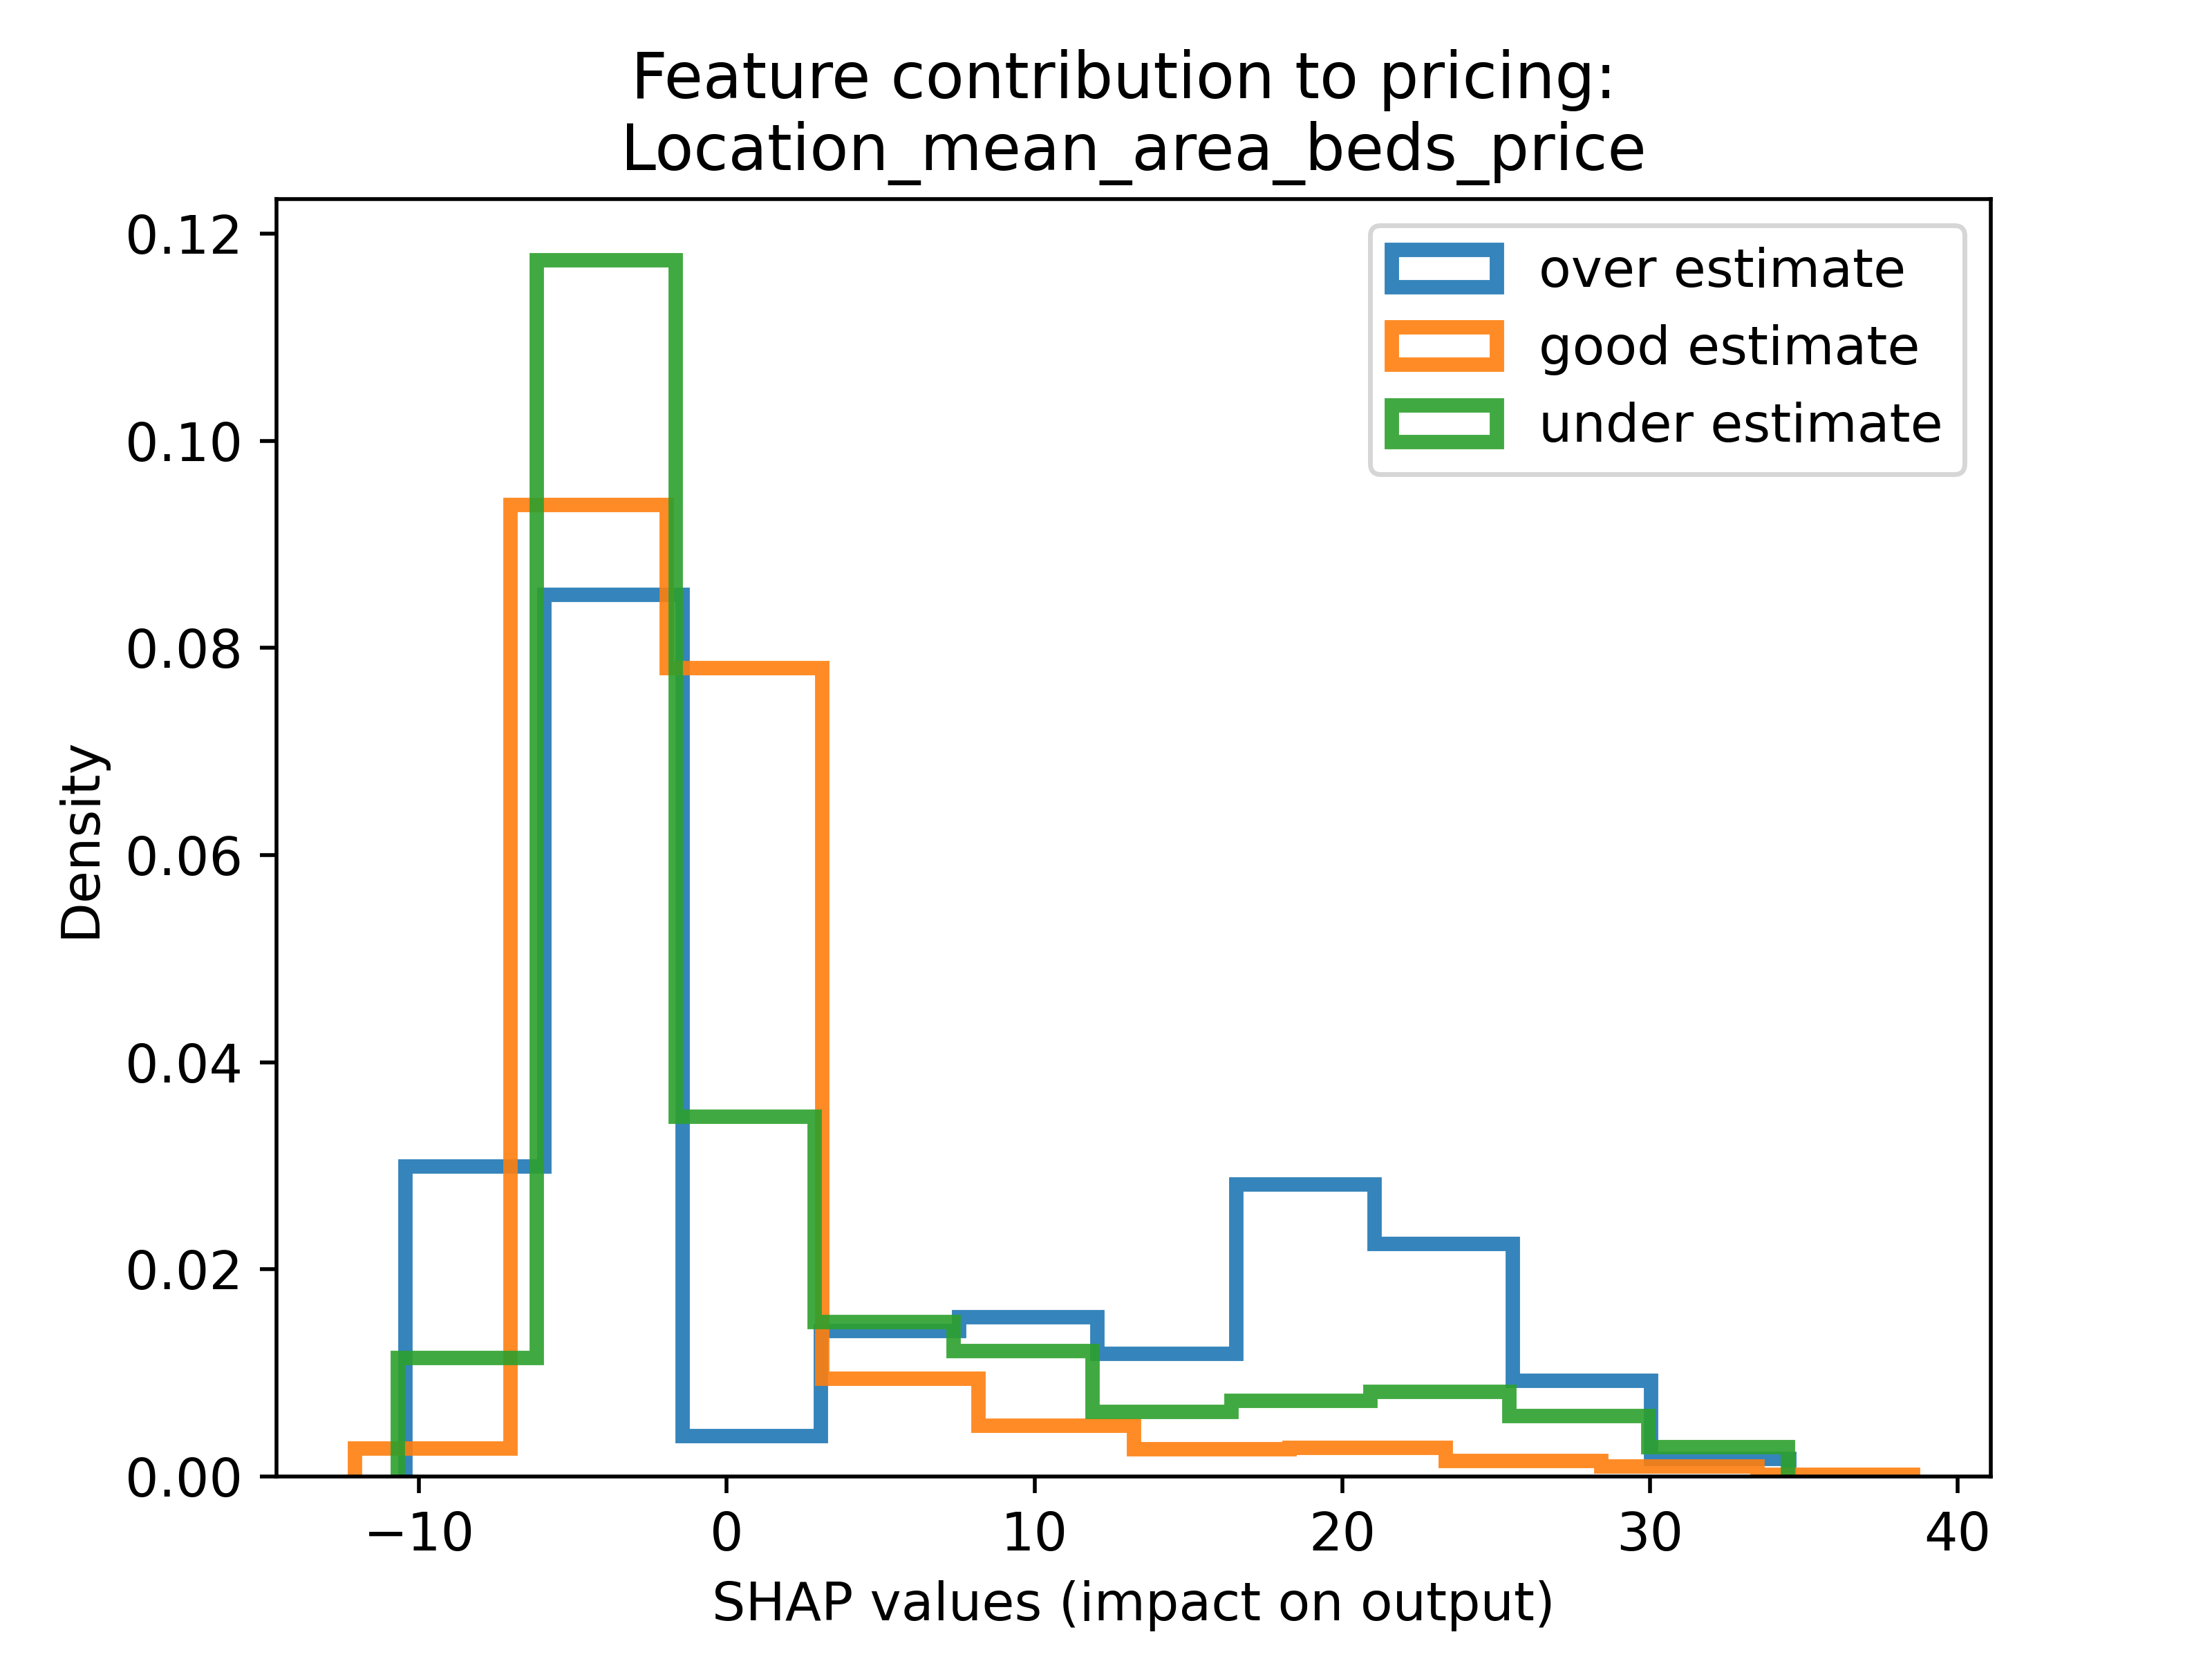 Feature contribution to pricing:
Location_mean_area_beds_price
over estimate
good estimate
under estimate
Density
0.12
0.10
0.08
0.06
0.04
0.02
0.00
−10 0 10 20 30 40
SHAP values (impact on output)